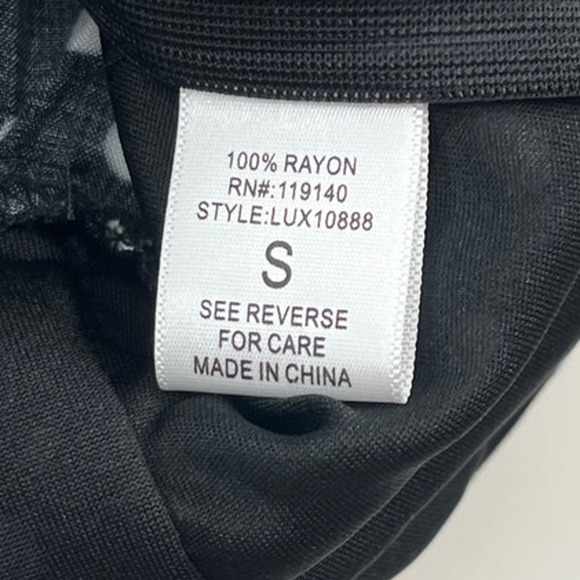 100% RAYON
RN#:119140
STYLE:LUX10888
S
SEE REVERSE
FOR CARE
MADE IN CHINA